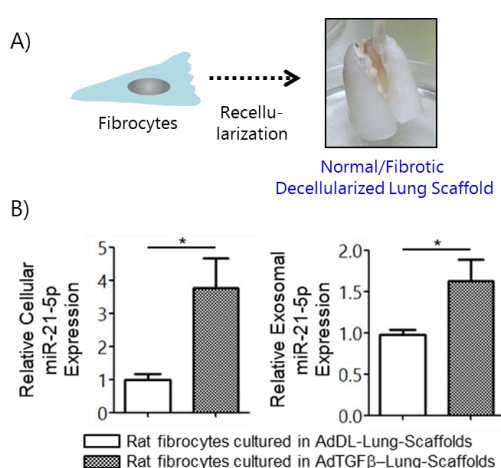 A)
Fibrocytes
Recellu-
larization
Normal/Fibrotic
Decellularized Lung Scaffold
B)
Relative Cellular
miR-21-5p
Expression
5
4
3
2
1
0
*
Relative Exosomal
miR-21-5p
Expression
2.0
1.5
1.0
0.5
0.0
*
Rat fibrocytes cultured in AdDL-Lung-Scaffolds
Rat fibrocytes cultured in AdTGFβ–Lung-Scaffolds